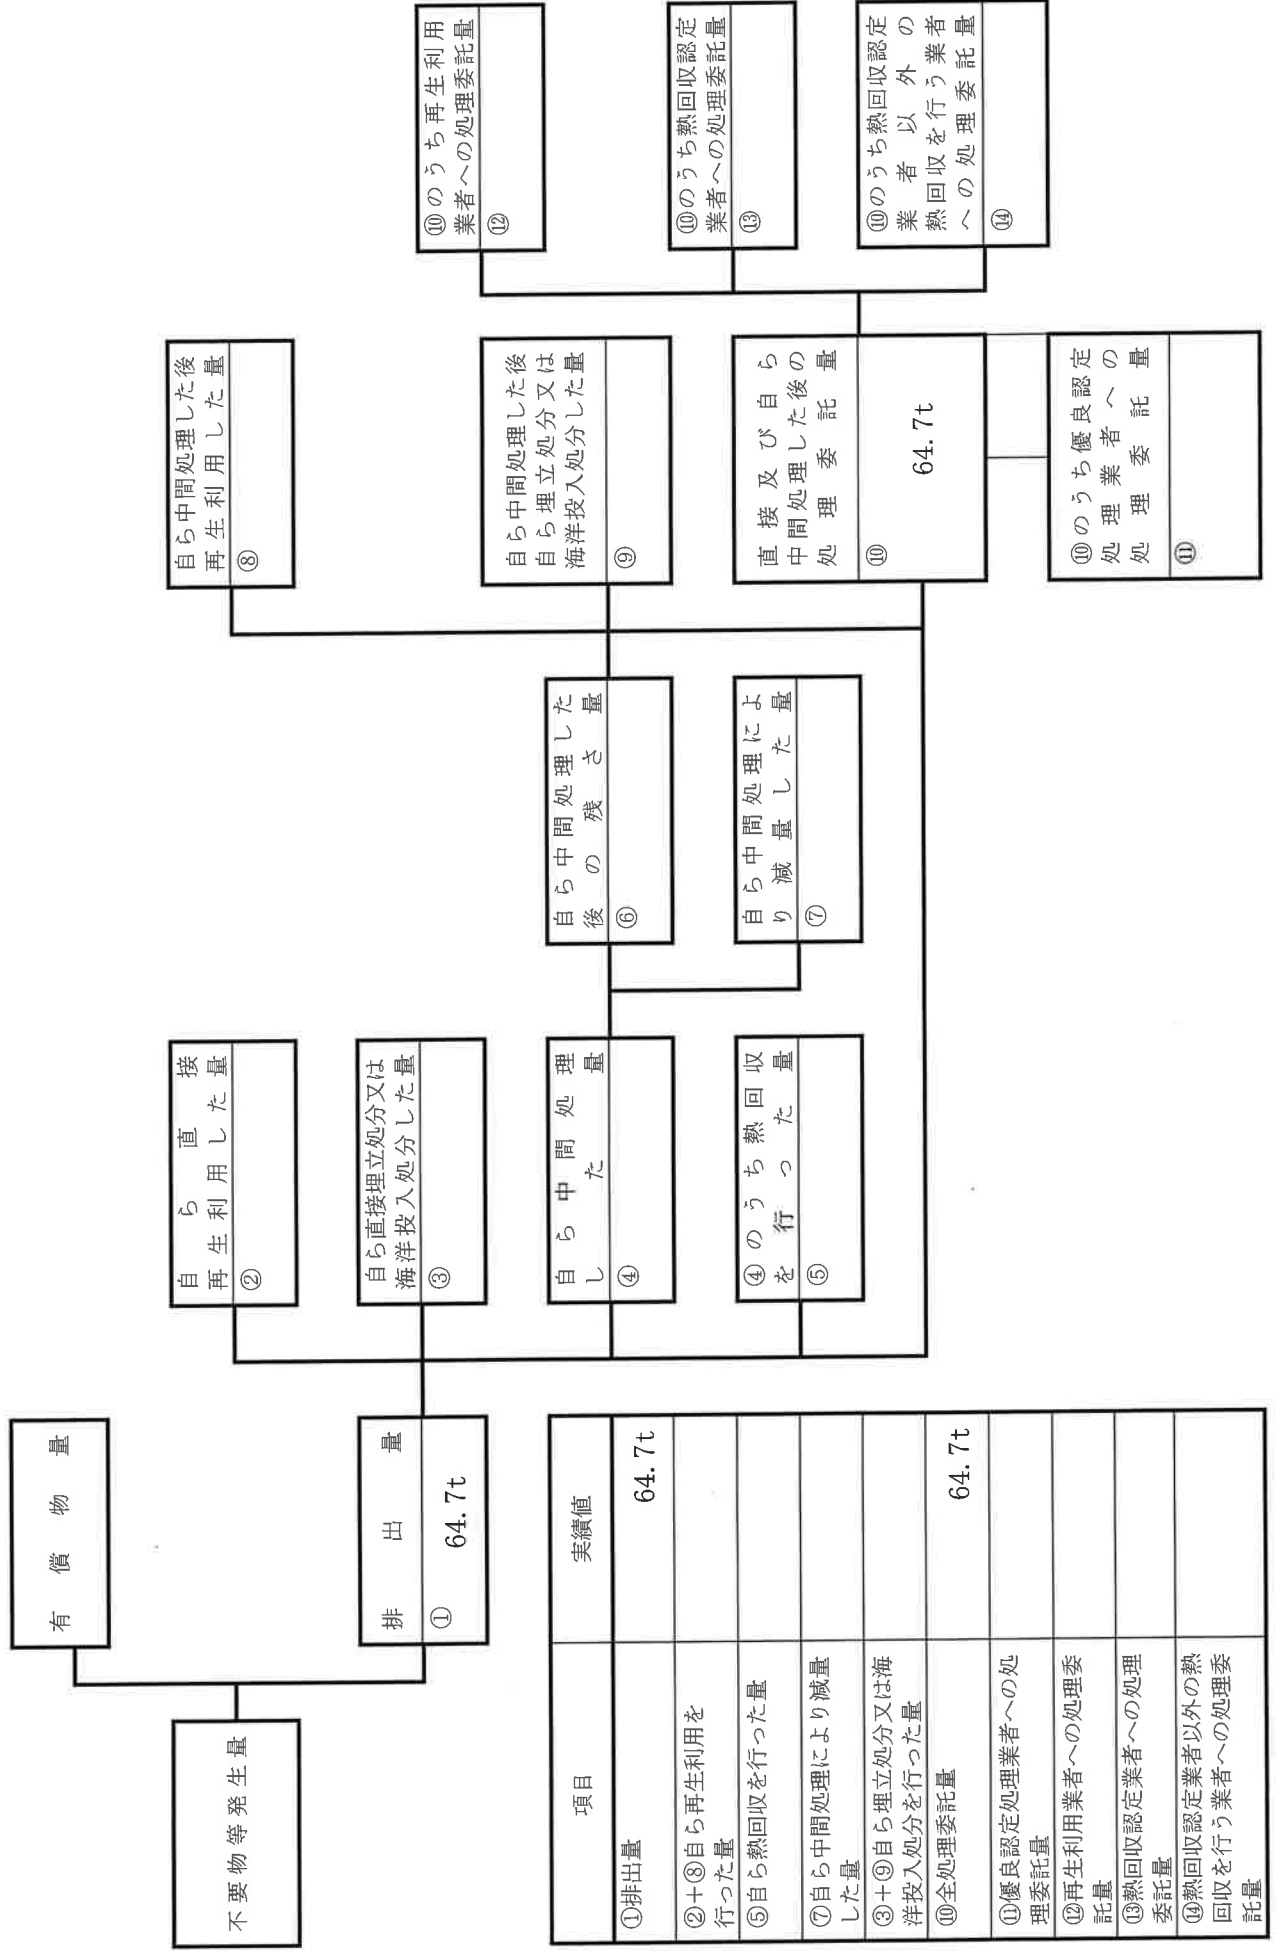 不要物等発生量
有償物量
排出量
①
64.7t
自ら直接
再生利用した量
②
自ら直接埋立処分又は
海洋投入処分した量
③
自ら中間処理
した量
④
④のうち熱回収
を行った量
⑤
自ら中間処理した
後の残さ量
⑥
自ら中間処理によ
り減量した量
⑦
自ら中間処理した後
再生利用した量
⑧
自ら中間処理した後
自ら埋立処分又は
海洋投入処分した量
⑨
直接及び自ら
中間処理した後の
処理委託量
⑩
64.7t
⑩のうち優良認定
処理業者への
処理委託量
⑪
⑩のうち再生利用
業者への処理委託量
⑫
⑩のうち熱回収認定
業者への処理委託量
⑬
⑩のうち熱回収認定
業者以外の
熱回収を行う業者
への処理委託量
⑭
項目
実績値
①排出量
64.7t
②+⑧自ら再生利用を
行った量
⑤自ら熱回収を行った量
⑦自ら中間処理により減量
した量
③+⑨自ら埋立処分又は海
洋投入処分を行った量
⑩全処理委託量
64.7t
⑪優良認定処理業者への処
理委託量
⑫再生利用業者への処理委
託量
⑬熱回収認定業者への処理
委託量
⑭熱回収認定業者以外の熱
回収を行う業者への処理委
託量